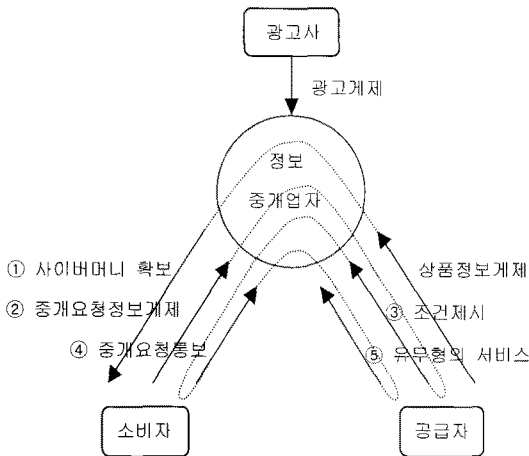 광고사
광고게제
정보
중개업자
① 사이버머니 확보
상품정보게제
② 중개요청정보게제
③ 조건제시
④ 중개요청통보
⑤ 유무형의 서비스
소비자
공급자